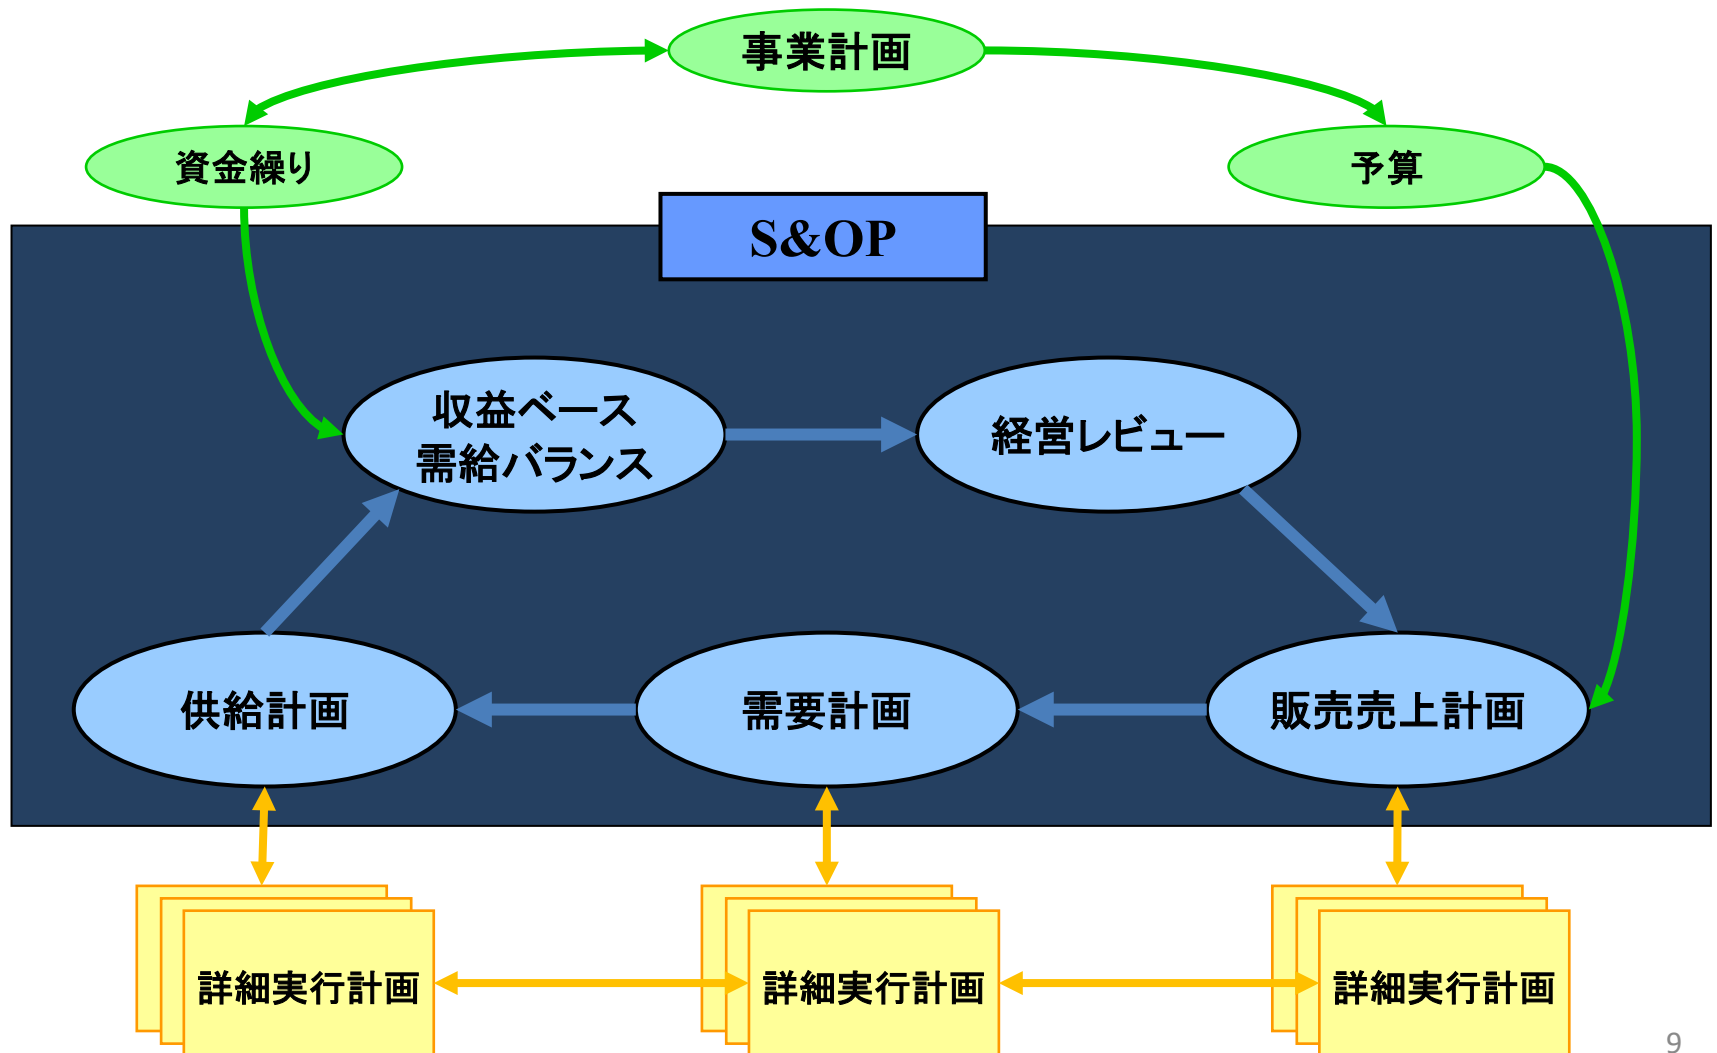 事業計画
資金繰り
予算
S&OP
収益ベース
需給バランス
経営レビュー
供給計画
需要計画
販売売上計画
詳細実行計画
詳細実行計画
詳細実行計画
9